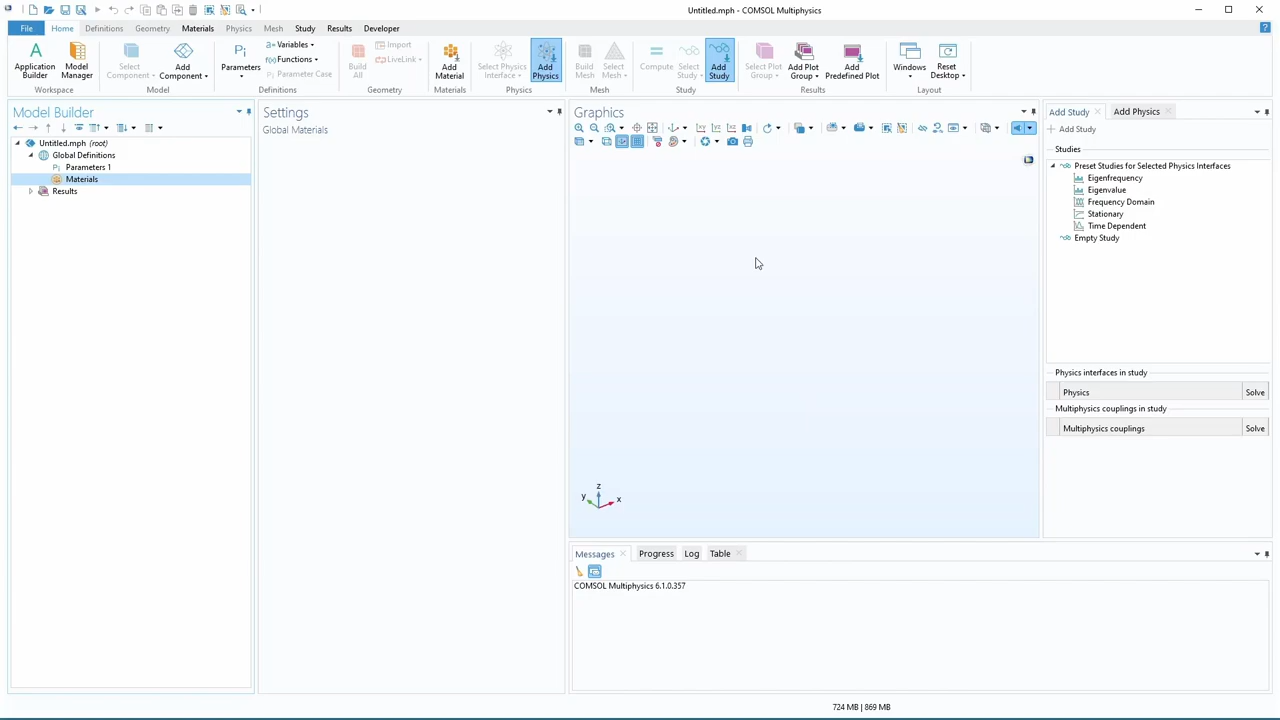 Untitled.mph - COMSOL Multiphysics
File Home Definitions Geometry Materials Physics Mesh Study Results Developer
Application Builder
Model Manager
Workspace
Select Component
Add Component
Model
Parameters
Variables
Functions
Parameter Case
Definitions
Build All
Import
LiveLink
Geometry
Add Material
Materials
Select Physics Interface
Add Physics
Physics
Build Mesh
Select Mesh
Mesh
Compute
Select Study
Add Study
Study
Select Plot Group
Add Plot Group
Add Predefined Plot
Results
Windows
Reset Desktop
Layout
Model Builder
Untitled.mph (root)
Global Definitions
Parameters 1
Materials
Results
Settings
Global Materials
Graphics
z
y
x
Messages Progress Log Table
COMSOL Multiphysics 6.1.0.357
Add Study Add Physics
Add Study
Studies
Preset Studies for Selected Physics Interfaces
Eigenfrequency
Eigenvalue
Frequency Domain
Stationary
Time Dependent
Empty Study
Physics interfaces in study
Physics Solve
Multiphysics couplings in study
Multiphysics couplings Solve
724 MB | 869 MB